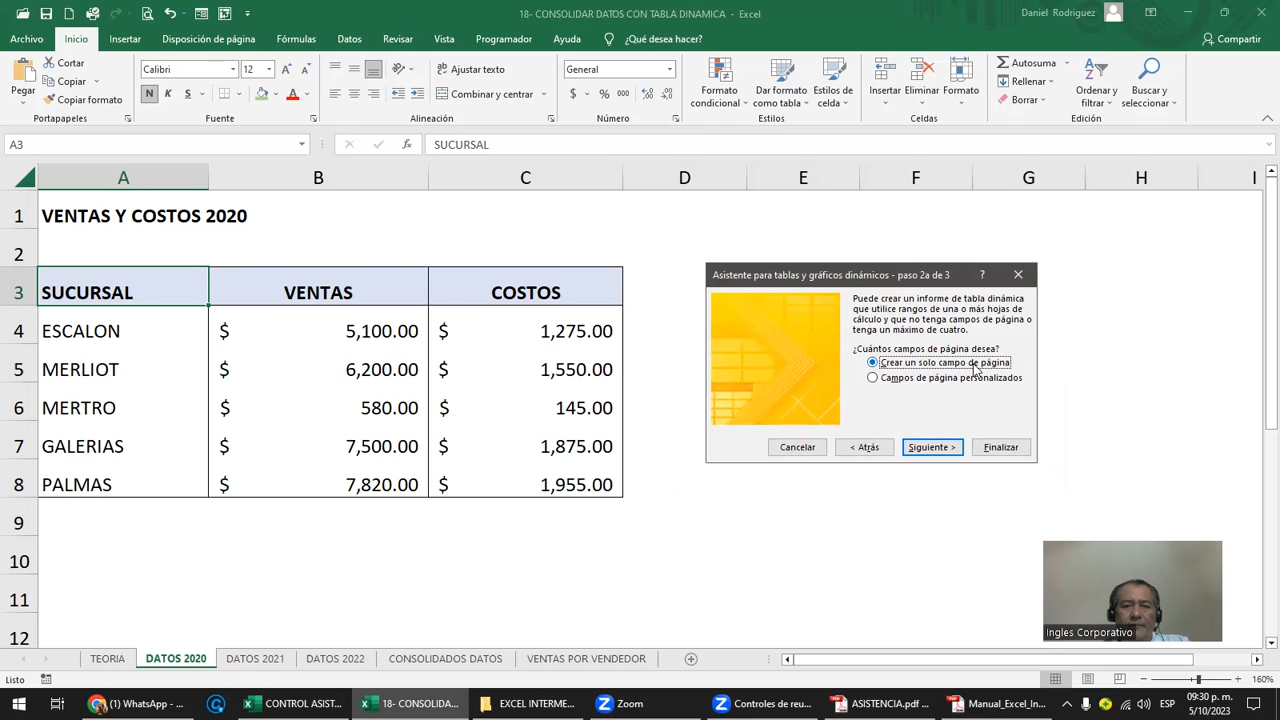 18- CONSOLIDAR DATOS CON TABLA DINAMICA - Excel
Daniel Rodriguez
Archivo Inicio Insertar Disposición de página Fórmulas Datos Revisar Vista Programador Ayuda ¿Qué desea hacer? Compartir
Pegar
Cortar
Copiar
Copiar formato
Portapapeles
Calibri 12
N K S
Fuente
Ajustar texto
Combinar y centrar
Alineación
General
$ % 000
Número
Formato condicional
Dar formato como tabla
Estilos de celda
Estilos
Insertar Eliminar Formato
Celdas
Autosuma
Rellenar
Borrar
Ordenar y filtrar
Buscar y seleccionar
Edición
A3 fx SUCURSAL
A B C D E F G H I
1 VENTAS Y COSTOS 2020
2
3 SUCURSAL VENTAS COSTOS
4 ESCALON $ 5,100.00 $ 1,275.00
5 MERLIOT $ 6,200.00 $ 1,550.00
6 MERTRO $ 580.00 $ 145.00
7 GALERIAS $ 7,500.00 $ 1,875.00
8 PALMAS $ 7,820.00 $ 1,955.00
9
10
11
12
Asistente para tablas y gráficos dinámicos - paso 2a de 3 ?
Puede crear un informe de tabla dinámica
que utilice rangos de una o más hojas de
cálculo y que no tenga campos de página o
tenga un máximo de cuatro.
¿Cuántos campos de página desea?
Crear un solo campo de página
Campos de página personalizados
Cancelar < Atrás Siguiente > Finalizar
Ingles Corporativo
TEORIA DATOS 2020 DATOS 2021 DATOS 2022 CONSOLIDADOS DATOS VENTAS POR VENDEDOR
Listo 160%
(1) WhatsApp - ... CONTROL ASIST... 18- CONSOLIDA... EXCEL INTERME... Zoom Controles de reu... ASISTENCIA.pdf ... Manual_Excel_In... ESP 09:30 p. m.
5/10/2023